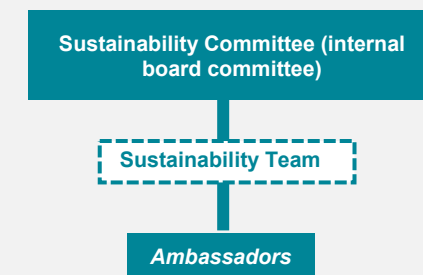 Sustainability Committee (internal
board committee)
Sustainability Team
Ambassadors